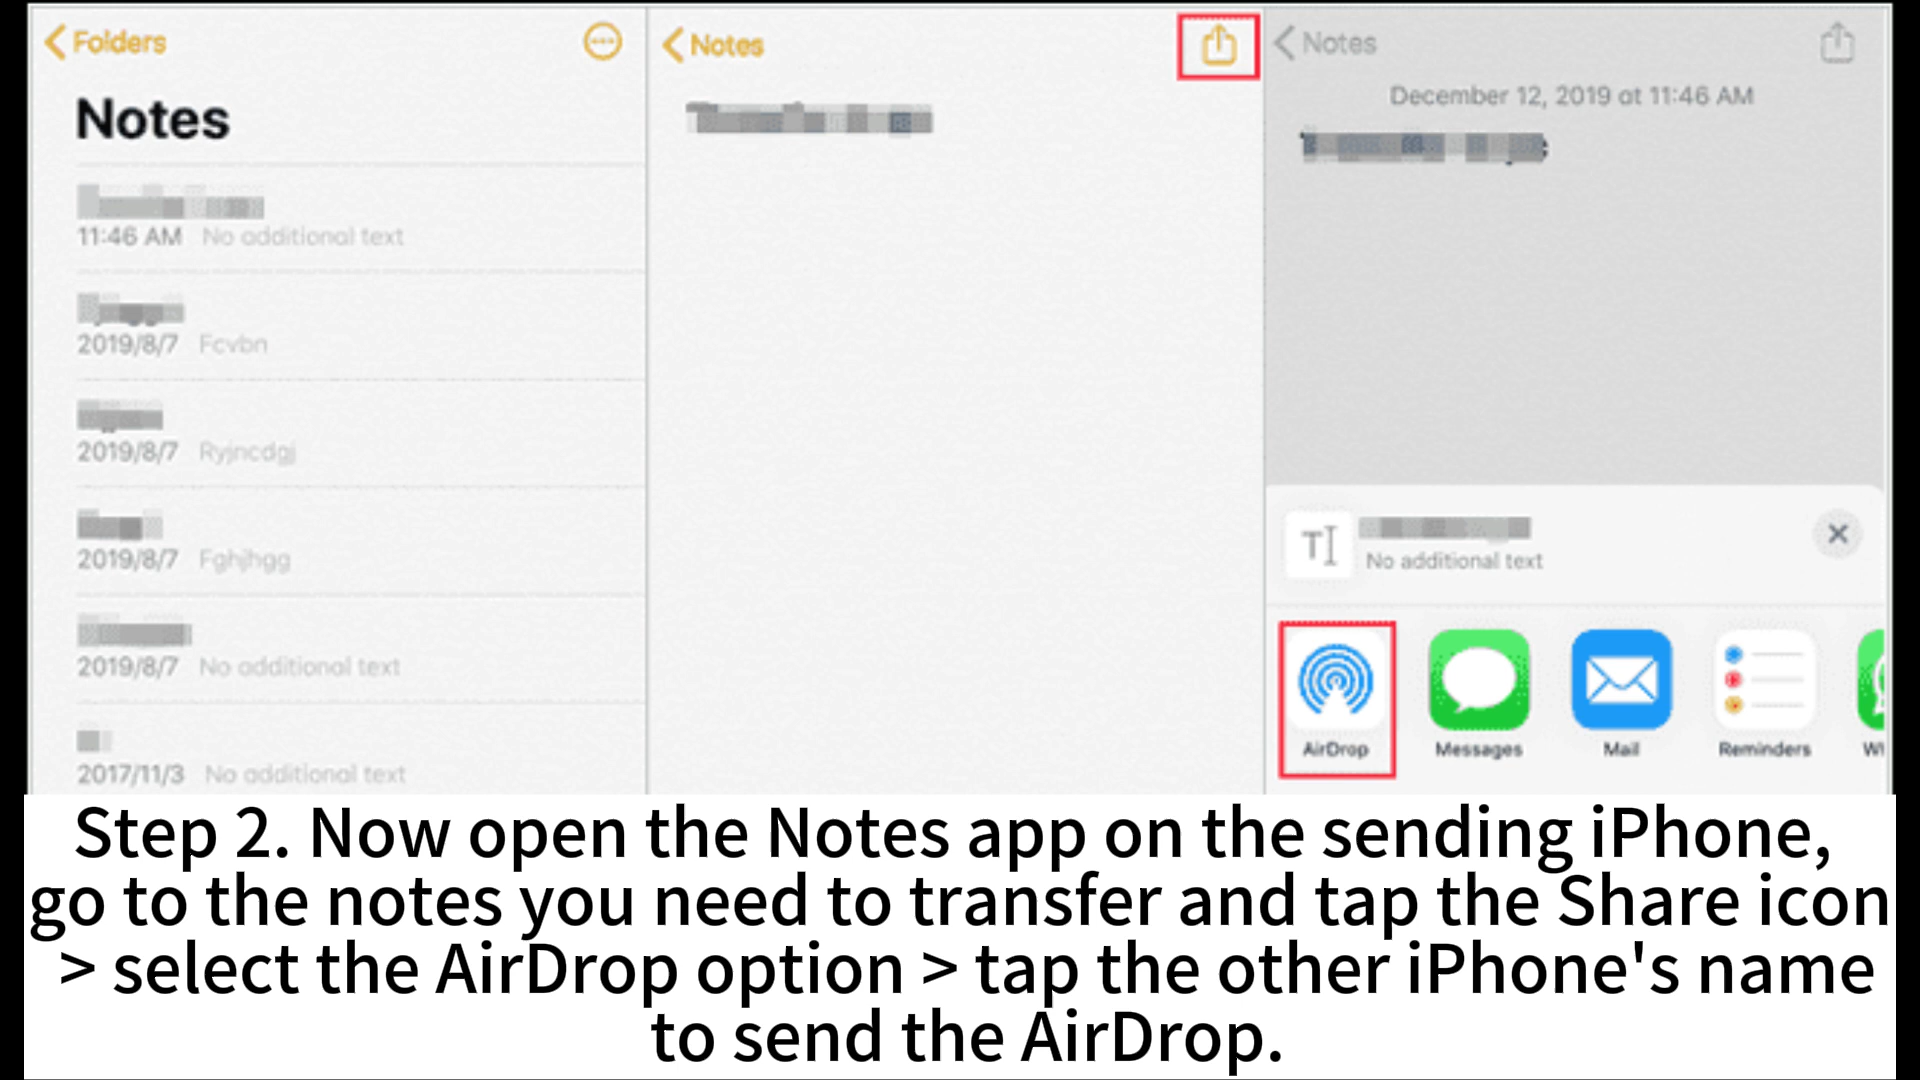 Folders
Notes
11:46 AM No additional text
2019/8/7 Fcvbn
2019/8/7 Ryjncdgj
2019/8/7 Fghjhgg
2019/8/7 No additional text
2017/11/3 No additional text
Notes
Notes
December 12, 2019 at 11:46 AM
No additional text
AirDrop
Messages
Mail
Reminders
Step 2. Now open the Notes app on the sending iPhone,
go to the notes you need to transfer and tap the Share icon
> select the AirDrop option > tap the other iPhone's name
to send the AirDrop.